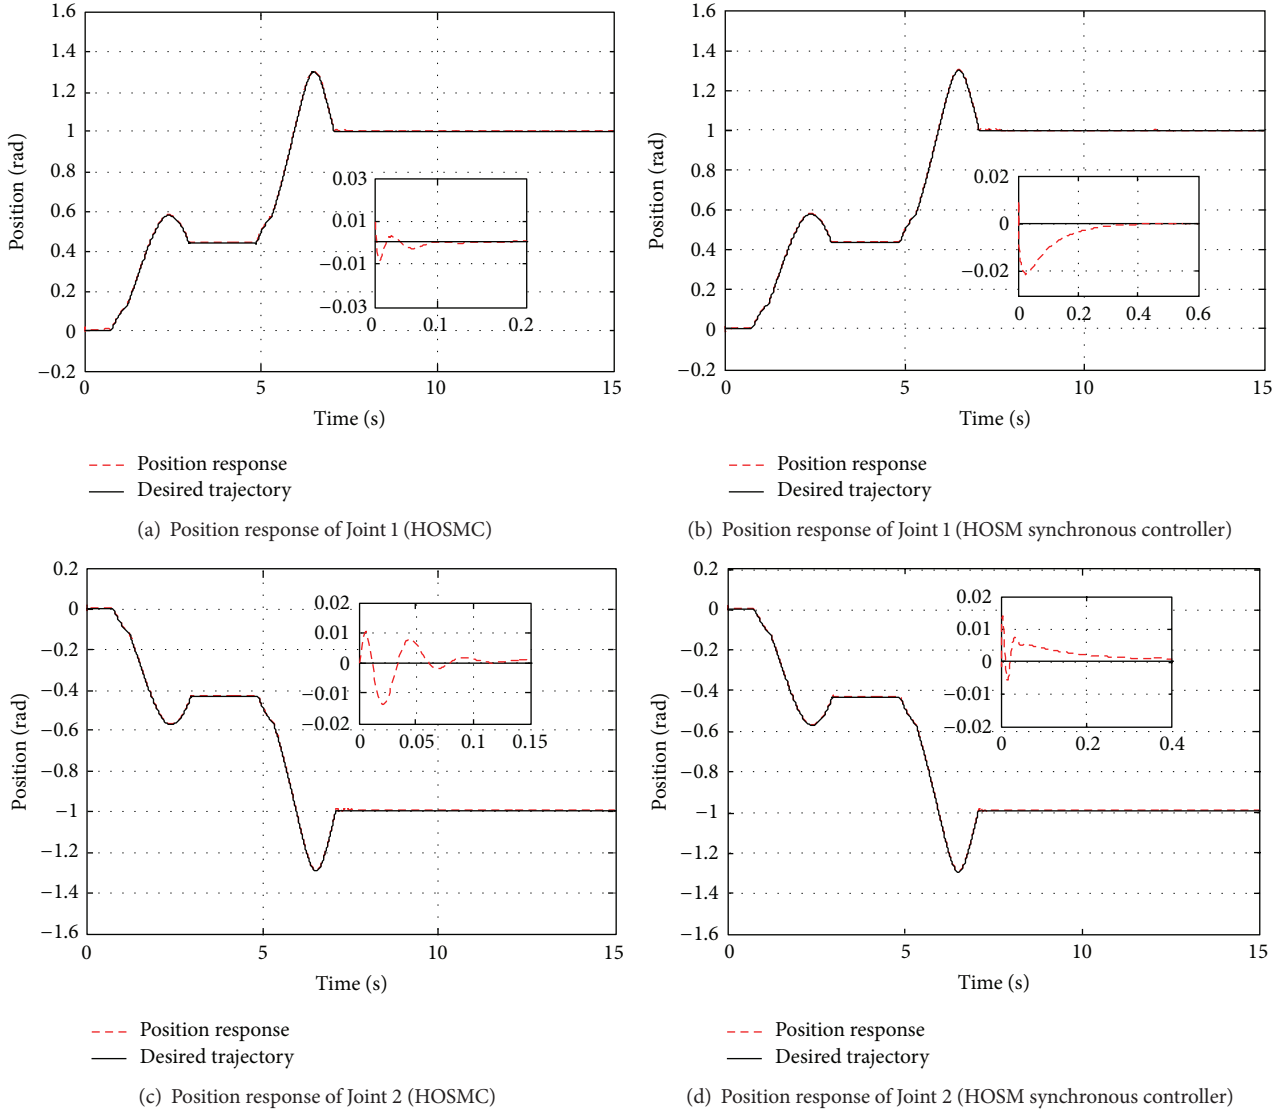 1.6
1.4
1.2
1
0.8
0.6
0.4
0.2
0
−0.2
Position (rad)
0.03
0.01
−0.01
−0.03
0 0.1 0.2
0 5 10 15
Time (s)
Position response
Desired trajectory
(a) Position response of Joint 1 (HOSMC)
1.6
1.4
1.2
1
0.8
0.6
0.4
0.2
0
−0.2
Position (rad)
0.02
0
−0.02
0 0.2 0.4 0.6
0 5 10 15
Time (s)
Position response
Desired trajectory
(b) Position response of Joint 1 (HOSM synchronous controller)
0.2
0
−0.2
−0.4
−0.6
−0.8
−1
−1.2
−1.4
−1.6
Position (rad)
0.02
0.01
0
−0.01
−0.02
0 0.05 0.1 0.15
0 5 10 15
Time (s)
Position response
Desired trajectory
(c) Position response of Joint 2 (HOSMC)
0.2
0
−0.2
−0.4
−0.6
−0.8
−1
−1.2
−1.4
−1.6
Position (rad)
0.02
0.01
0
−0.01
−0.02
0 0.2 0.4
0 5 10 15
Time (s)
Position response
Desired trajectory
(d) Position response of Joint 2 (HOSM synchronous controller)